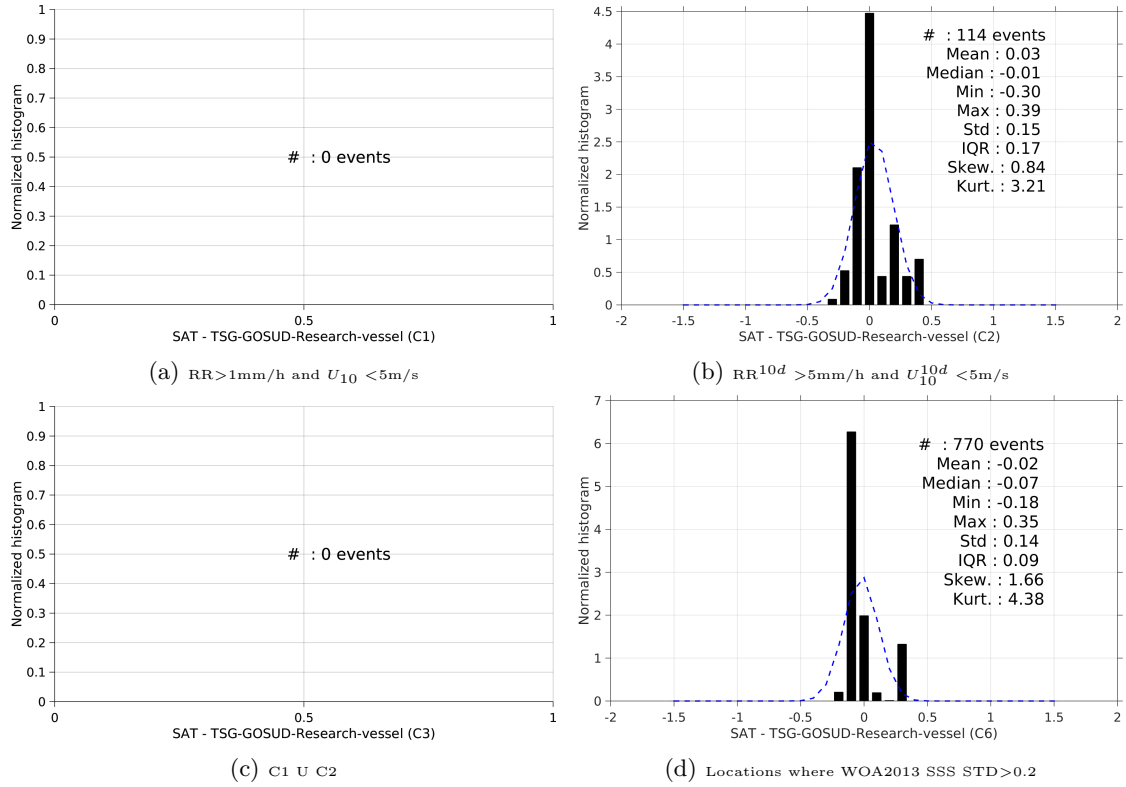 1
0.9
0.8
0.7
0.6
0.5
0.4
0.3
0.2
0.1
0
Normalized histogram
# : 0 events
0 0.5 1
SAT - TSG-GOSUD-Research-vessel (C1)
(a) RR>1mm/h and U10 <5m/s
4.5
4
3.5
3
2.5
2
1.5
1
0.5
0
Normalized histogram
# : 114 events
Mean : 0.03
Median : -0.01
Min : -0.30
Max : 0.39
Std : 0.15
IQR : 0.17
Skew. : 0.84
Kurt. : 3.21
-2 -1.5 -1 -0.5 0 0.5 1 1.5 2
SAT - TSG-GOSUD-Research-vessel (C2)
(b) RR^10d >5mm/h and U10^10d <5m/s
1
0.9
0.8
0.7
0.6
0.5
0.4
0.3
0.2
0.1
0
Normalized histogram
# : 0 events
0 0.5 1
SAT - TSG-GOSUD-Research-vessel (C3)
(c) C1 U C2
7
6
5
4
3
2
1
0
Normalized histogram
# : 770 events
Mean : -0.02
Median : -0.07
Min : -0.18
Max : 0.35
Std : 0.14
IQR : 0.09
Skew. : 1.66
Kurt. : 4.38
-2 -1.5 -1 -0.5 0 0.5 1 1.5 2
SAT - TSG-GOSUD-Research-vessel (C6)
(d) Locations where WOA2013 SSS STD>0.2